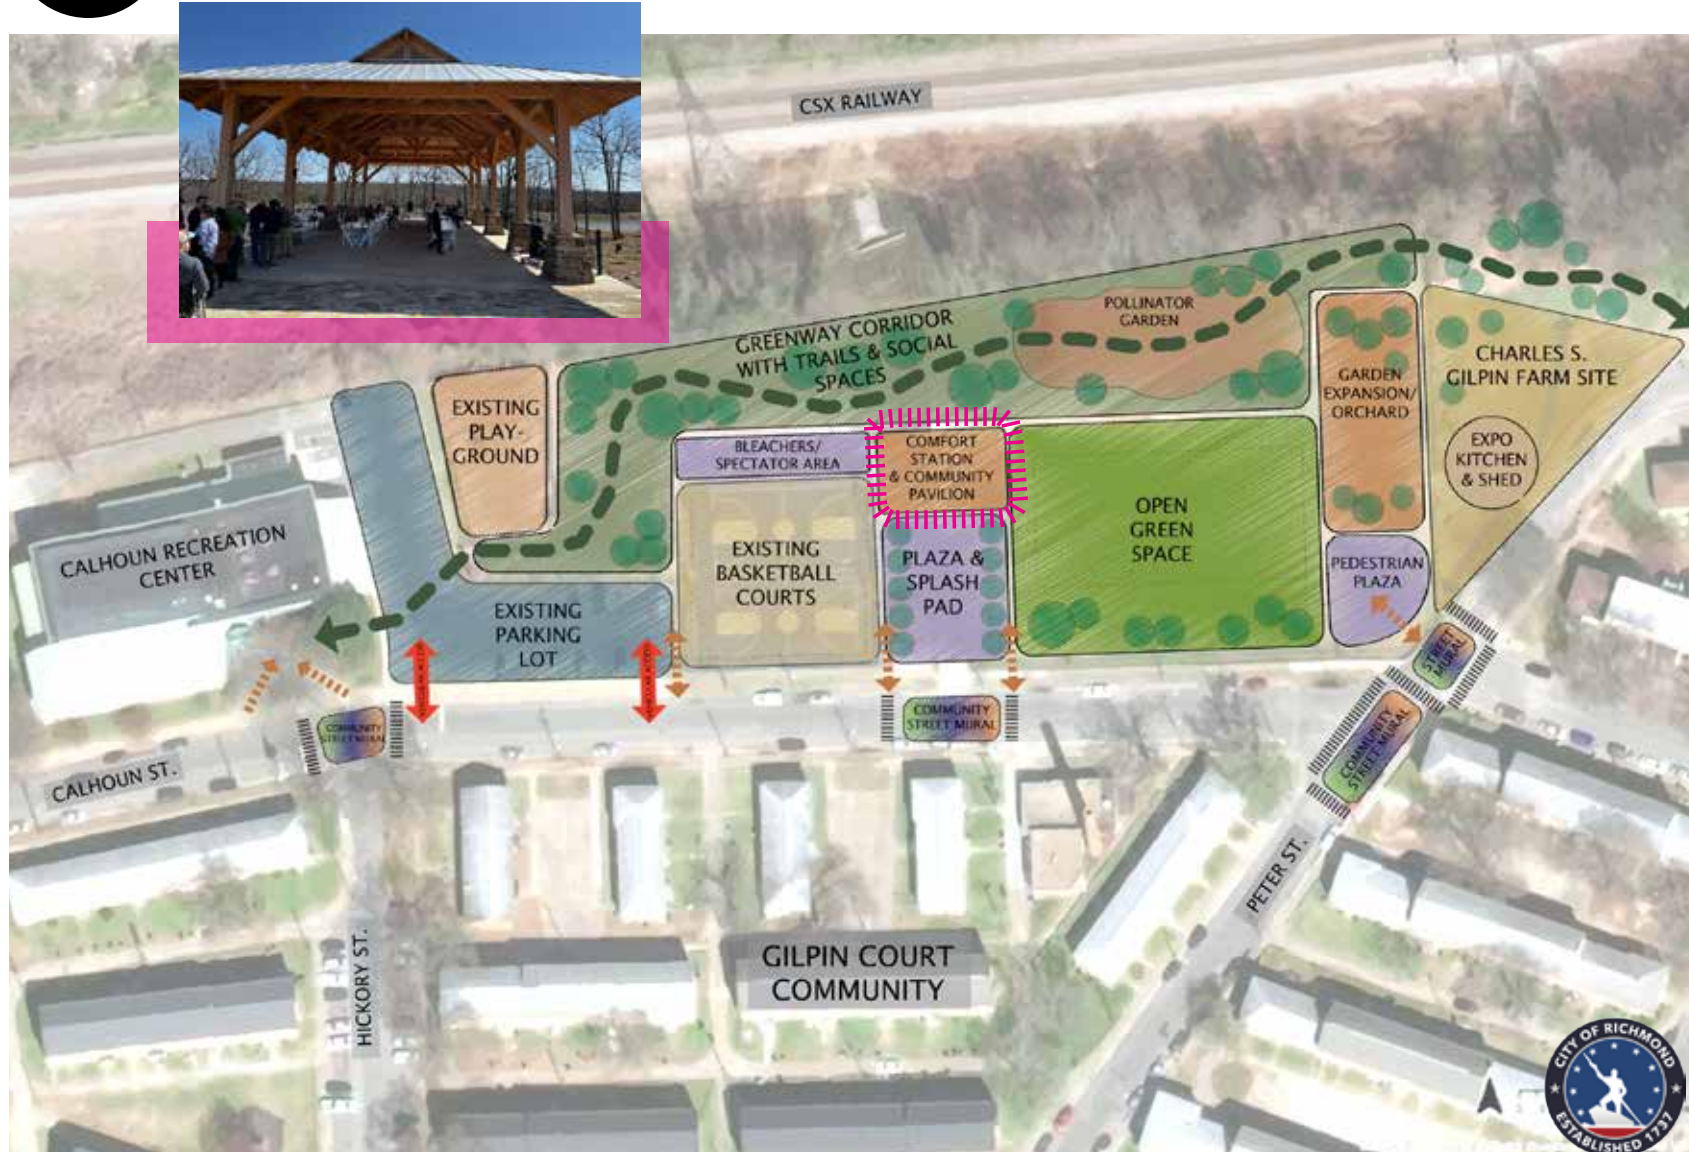 CSX RAILWAY
POLLINATOR
GARDEN
GREENWAY CORRIDOR
WITH TRAILS & SOCIAL
SPACES
CHARLES S.
GILPIN FARM SITE
GARDEN
EXPANSION/
ORCHARD
EXISTING
PLAY-
GROUND
BLEACHERS/
SPECTATOR AREA
COMFORT
STATION
& COMMUNITY
PAVILION
EXPO
KITCHEN
& SHED
OPEN
GREEN
SPACE
CALHOUN RECREATION
CENTER
EXISTING
BASKETBALL
COURTS
PLAZA &
SPLASH
PAD
PEDESTRIAN
PLAZA
EXISTING
PARKING
LOT
STREET
MURAL
COMMUNITY
STREET MURAL
COMMUNITY
STREET MURAL
COMMUNITY
STREET MURAL
CALHOUN ST.
PETER ST.
HICKORY ST.
GILPIN COURT
COMMUNITY
CITY OF RICHMOND
ESTABLISHED 1737